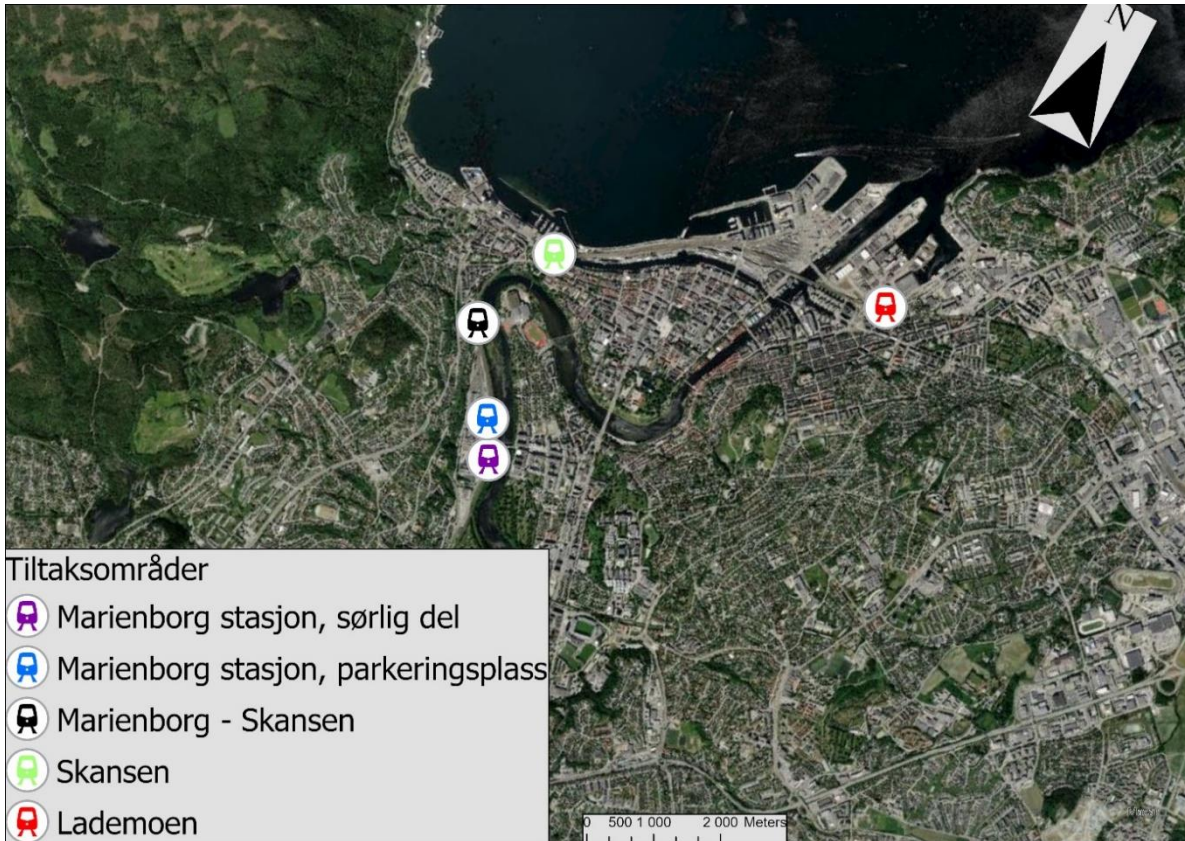 N
Tiltaksområder
Marienborg stasjon, sørlig del
Marienborg stasjon, parkeringsplass
Marienborg - Skansen
Skansen
Lademoen
0 500 1 000 2 000 Meters